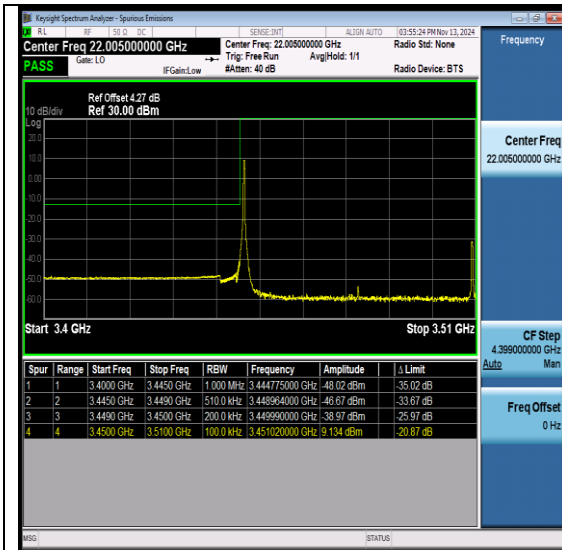 Keysight Spectrum Analyzer - Spurious Emissions
RL RF 50 Ω DC SENSE:INT ALIGN AUTO 03:55:24 PM Nov 13, 2024
Center Freq 22.005000000 GHz
Center Freq: 22.005000000 GHz
Radio Std: None
Frequency
PASS
Gate: LO
Trig: Free Run Avg|Hold: 1/1
IFGain:Low
#Atten: 40 dB
Radio Device: BTS
Ref Offset 4.27 dB
10 dB/div Ref 30.00 dBm
Log
20.0
10.0
0.00
-10.0
-20.0
-30.0
-40.0
-50.0
-60.0
Start 3.4 GHz Stop 3.51 GHz
Center Freq
22.005000000 GHz
CF Step
4.399000000 GHz
Auto Man
Freq Offset
0 Hz
Spur Range Start Freq Stop Freq RBW Frequency Amplitude Δ Limit
1 1 3.4000 GHz 3.4450 GHz 1.000 MHz 3.444775000 GHz -48.02 dBm -35.02 dB
2 2 3.4450 GHz 3.4490 GHz 510.0 kHz 3.448964000 GHz -46.67 dBm -33.67 dB
3 3 3.4490 GHz 3.4500 GHz 200.0 kHz 3.449990000 GHz -38.97 dBm -25.97 dB
4 4 3.4500 GHz 3.5100 GHz 100.0 kHz 3.451020000 GHz 9.134 dBm -20.87 dB
MSG STATUS